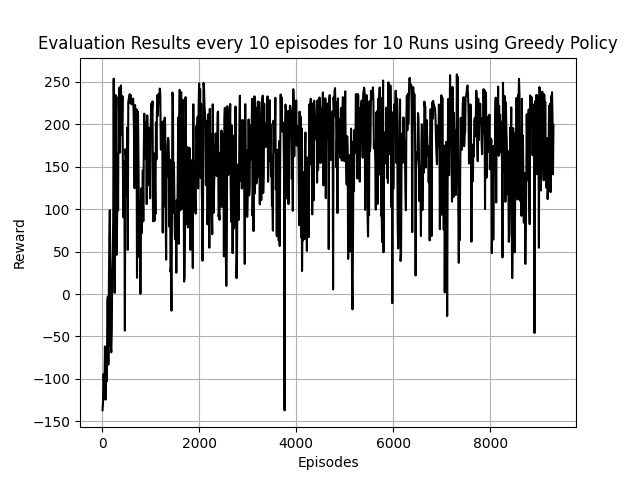 Evaluation Results every 10 episodes for 10 Runs using Greedy Policy
250
200
150
100
50
0
−50
−100
−150
Reward
0 2000 4000 6000 8000
Episodes